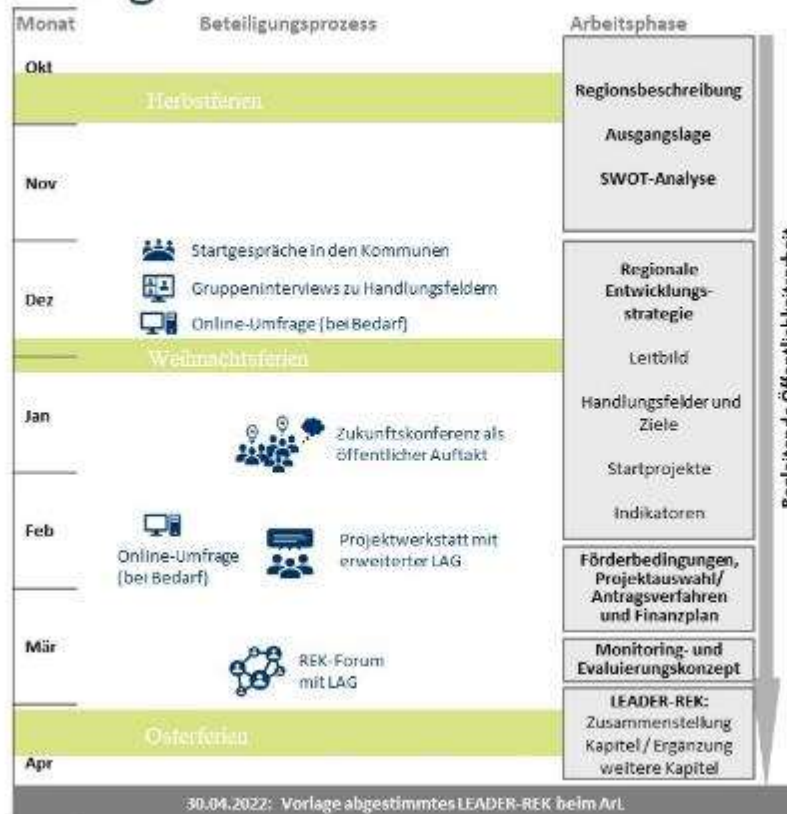 Monat Beteiligungsprozess Arbeitsphase
Okt
Herbstferien
Nov
Startgespräche in den Kommunen
Gruppeninterviews zu Handlungsfeldern
Dez
Online-Umfrage (bei Bedarf)
Weihnachtsferien
Jan
Zukunftskonferenz als
öffentlicher Auftakt
Feb
Online-Umfrage
(bei Bedarf)
Projektwerkstatt mit
erweiterter LAG
Mär
REK-Forum
mit LAG
Osterferien
Apr
Regionsbeschreibung
Ausgangslage
SWOT-Analyse
Regionale
Entwicklungs-
strategie
Leitbild
Handlungsfelder und
Ziele
Startprojekte
Indikatoren
Förderbedingungen,
Projektauswahl/
Antragsverfahren
und Finanzplan
Monitoring- und
Evaluierungskonzept
LEADER-REK:
Zusammenstellung
Kapitel / Ergänzung
weitere Kapitel
Begleitende Öffentlichkeitsarbeit
30.04.2022: Vorlage abgestimmtes LEADER-REK beim ArL